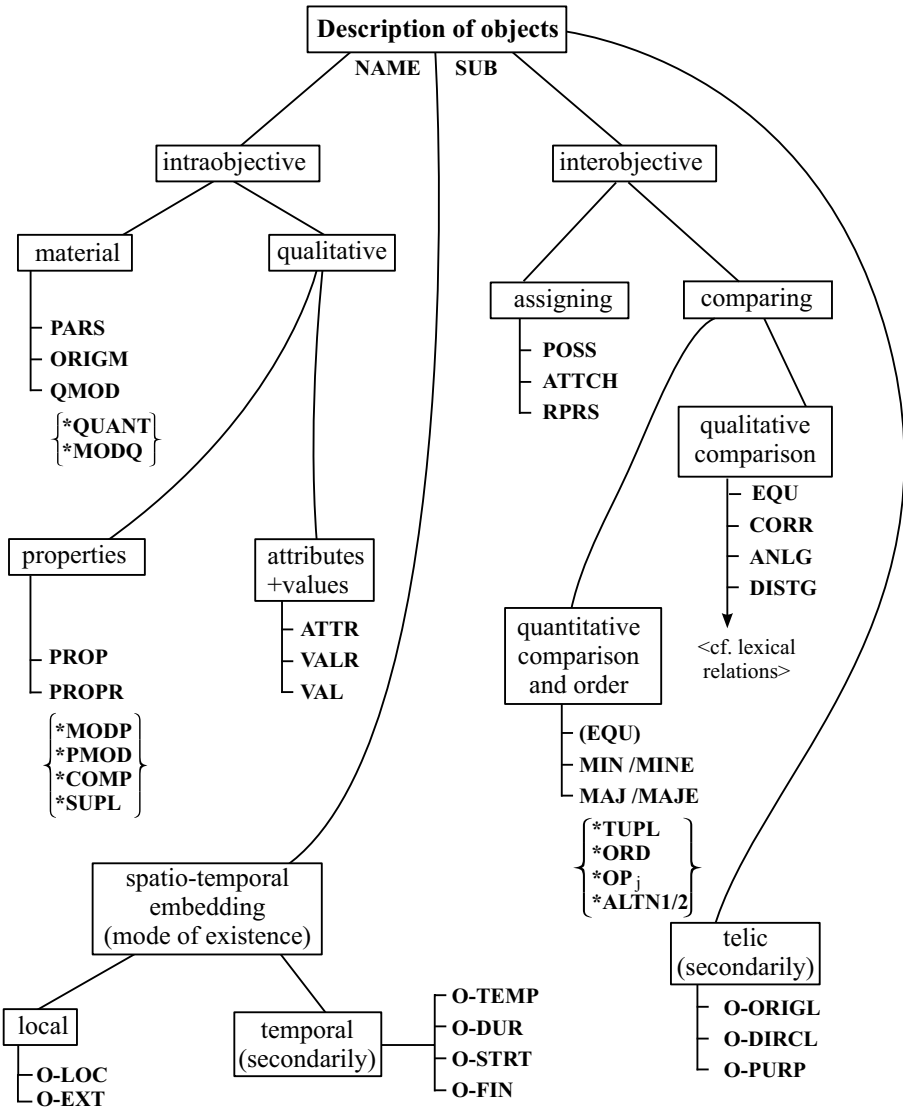 Description of objects
NAME SUB
intraobjective
interobjective
material
qualitative
assigning
comparing
PARS
ORIGM
QMOD
*QUANT
*MODQ
POSS
ATTCH
RPRS
qualitative
comparison
EQU
CORR
ANLG
DISTG
<cf. lexical
relations>
properties
attributes
+values
PROP
PROPR
*MODP
*PMOD
*COMP
*SUPL
ATTR
VALR
VAL
quantitative
comparison
and order
(EQU)
MIN /MINE
MAJ /MAJE
*TUPL
*ORD
*OP j
*ALTN1/2
spatio-temporal
embedding
(mode of existence)
telic
(secondarily)
local
O-LOC
O-EXT
temporal
(secondarily)
O-TEMP
O-DUR
O-STRT
O-FIN
O-ORIGL
O-DIRCL
O-PURP